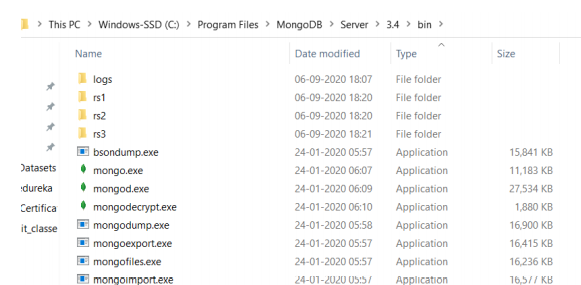 This PC > Windows-SSD (C:) > Program Files > MongoDB > Server > 3.4 > bin >
Name Date modified Type Size
logs 06-09-2020 18:07 File folder
rs1 06-09-2020 18:20 File folder
rs2 06-09-2020 18:20 File folder
rs3 06-09-2020 18:21 File folder
bsondump.exe 24-01-2020 05:57 Application 15,841 KB
Datasets mongo.exe 24-01-2020 06:07 Application 11,183 KB
edureka mongod.exe 24-01-2020 06:09 Application 27,534 KB
Certifica mongodecrypt.exe 24-01-2020 06:10 Application 1,880 KB
it_classe mongodump.exe 24-01-2020 05:58 Application 16,900 KB
mongoexport.exe 24-01-2020 05:57 Application 16,415 KB
mongofiles.exe 24-01-2020 05:57 Application 16,236 KB
mongoimport.exe 24-01-2020 05:57 Application 16,577 KB